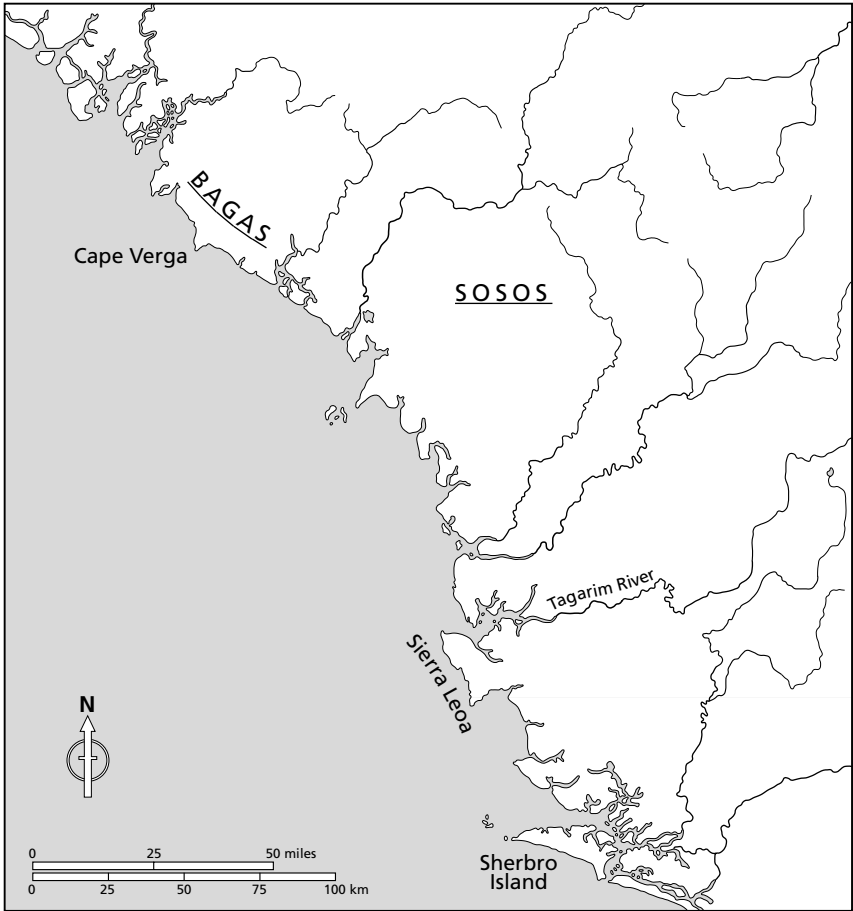 BAGAS
Cape Verga
SOSOS
Tagarim River
Sierra Leoa
N
0 25 50 miles
0 25 50 75 100 km
Sherbro
Island